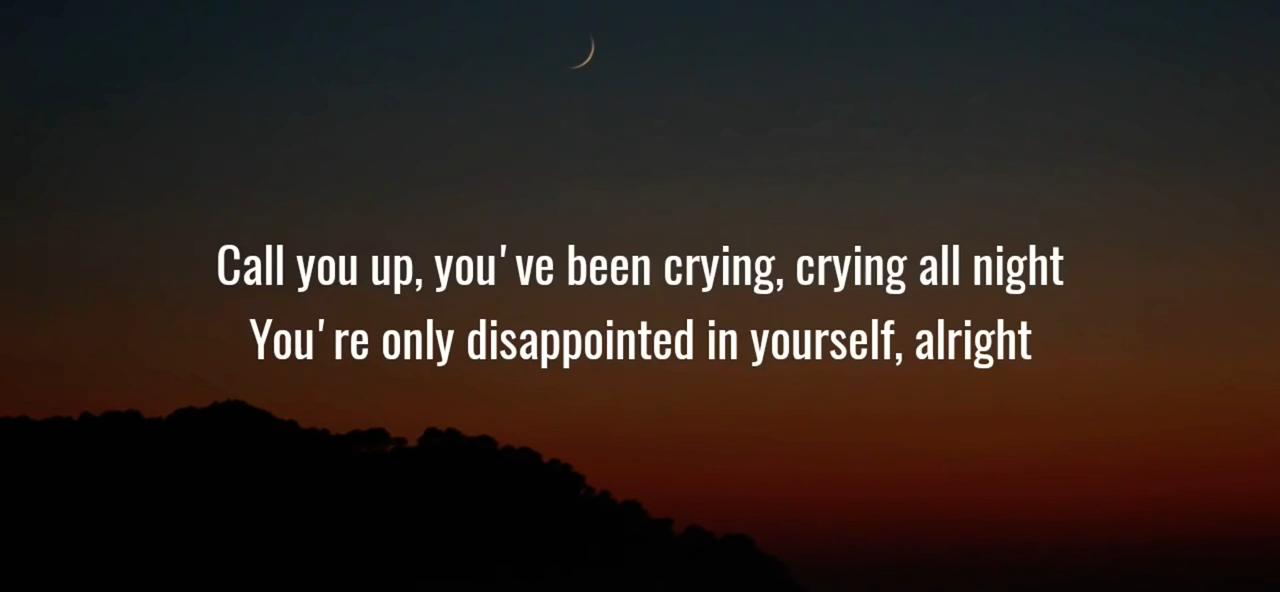 Call you up, you've been crying, crying all night
You're only disappointed in yourself, alright